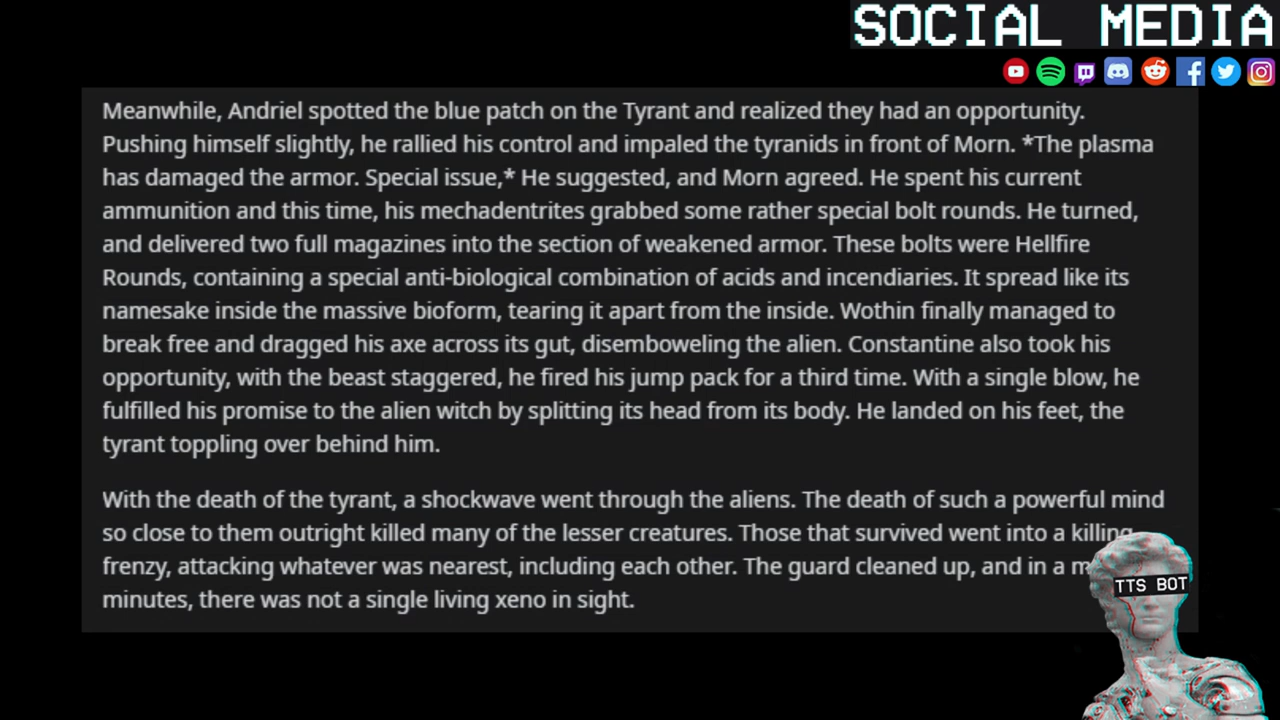 SOCIAL MEDIA
Meanwhile, Andriel spotted the blue patch on the Tyrant and realized they had an opportunity.
Pushing himself slightly, he rallied his control and impaled the tyranids in front of Morn. *The plasma
has damaged the armor. Special issue,* He suggested, and Morn agreed. He spent his current
ammunition and this time, his mechadentrites grabbed some rather special bolt rounds. He turned,
and delivered two full magazines into the section of weakened armor. These bolts were Hellfire
Rounds, containing a special anti-biological combination of acids and incendiaries. It spread like its
namesake inside the massive bioform, tearing it apart from the inside. Wothin finally managed to
break free and dragged his axe across its gut, disemboweling the alien. Constantine also took his
opportunity, with the beast staggered, he fired his jump pack for a third time. With a single blow, he
fulfilled his promise to the alien witch by splitting its head from its body. He landed on his feet, the
tyrant toppling over behind him.
With the death of the tyrant, a shockwave went through the aliens. The death of such a powerful mind
so close to them outright killed many of the lesser creatures. Those that survived went into a killing
frenzy, attacking whatever was nearest, including each other. The guard cleaned up, and in a
minutes, there was not a single living xeno in sight.
TTS BOT